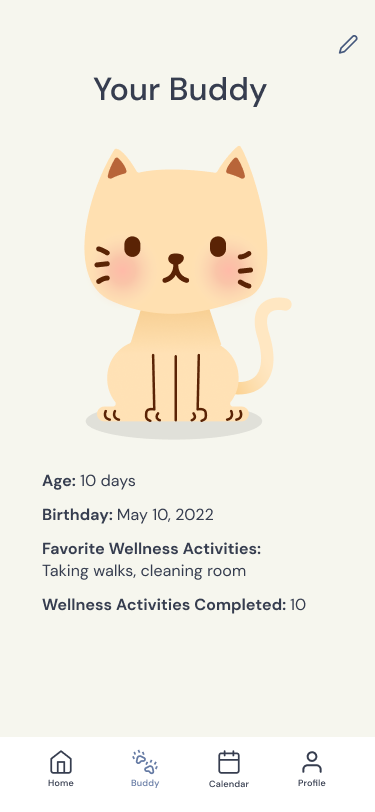 Your Buddy
Age: 10 days
Birthday: May 10, 2022
Favorite Wellness Activities:
Taking walks, cleaning room
Wellness Activities Completed: 10
Home
Buddy
Calendar
Profile